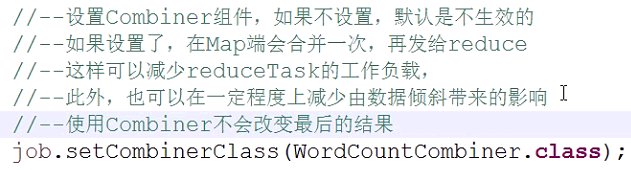 //--设置Combiner组件，如果不设置，默认是不生效的
//--如果设置了，在Map端会合并一次，再发给reduce
//--这样可以减少reduceTask的工作负载，
//--此外，也可以在一定程度上减少由数据倾斜带来的影响
//--使用Combiner不会改变最后的结果
job.setCombinerClass(WordCountCombiner.class);